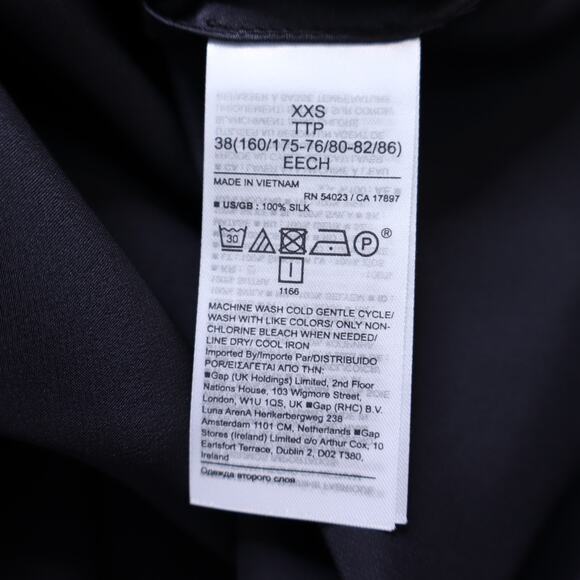 XXS
TTP
38(160/175-76/80-82/86)
EECH
MADE IN VIETNAM
RN 54023 / CA 17897
■ US/GB : 100% SILK
30
P ®
I
1166
MACHINE WASH COLD GENTLE CYCLE/
WASH WITH LIKE COLORS/ ONLY NON-
CHLORINE BLEACH WHEN NEEDED/
LINE DRY/ COOL IRON
Imported By/Importe Par/DISTRIBUIDO
POR/ΕΙΣΑΓΕΤΑΙ ΑΠΟ ΤΗΝ:
■Gap (UK Holdings) Limited, 2nd Floor
Nations House, 103 Wigmore Street,
London, W1U 1QS, UK ■Gap (RHC) B.V.
Luna ArenA Herikerbergweg 238
Amsterdam 1101 CM, Netherlands ■Gap
Stores (Ireland) Limited c/o Arthur Cox, 10
Earlsfort Terrace, Dublin 2, D02 T380,
Ireland
Одежда второго слоя